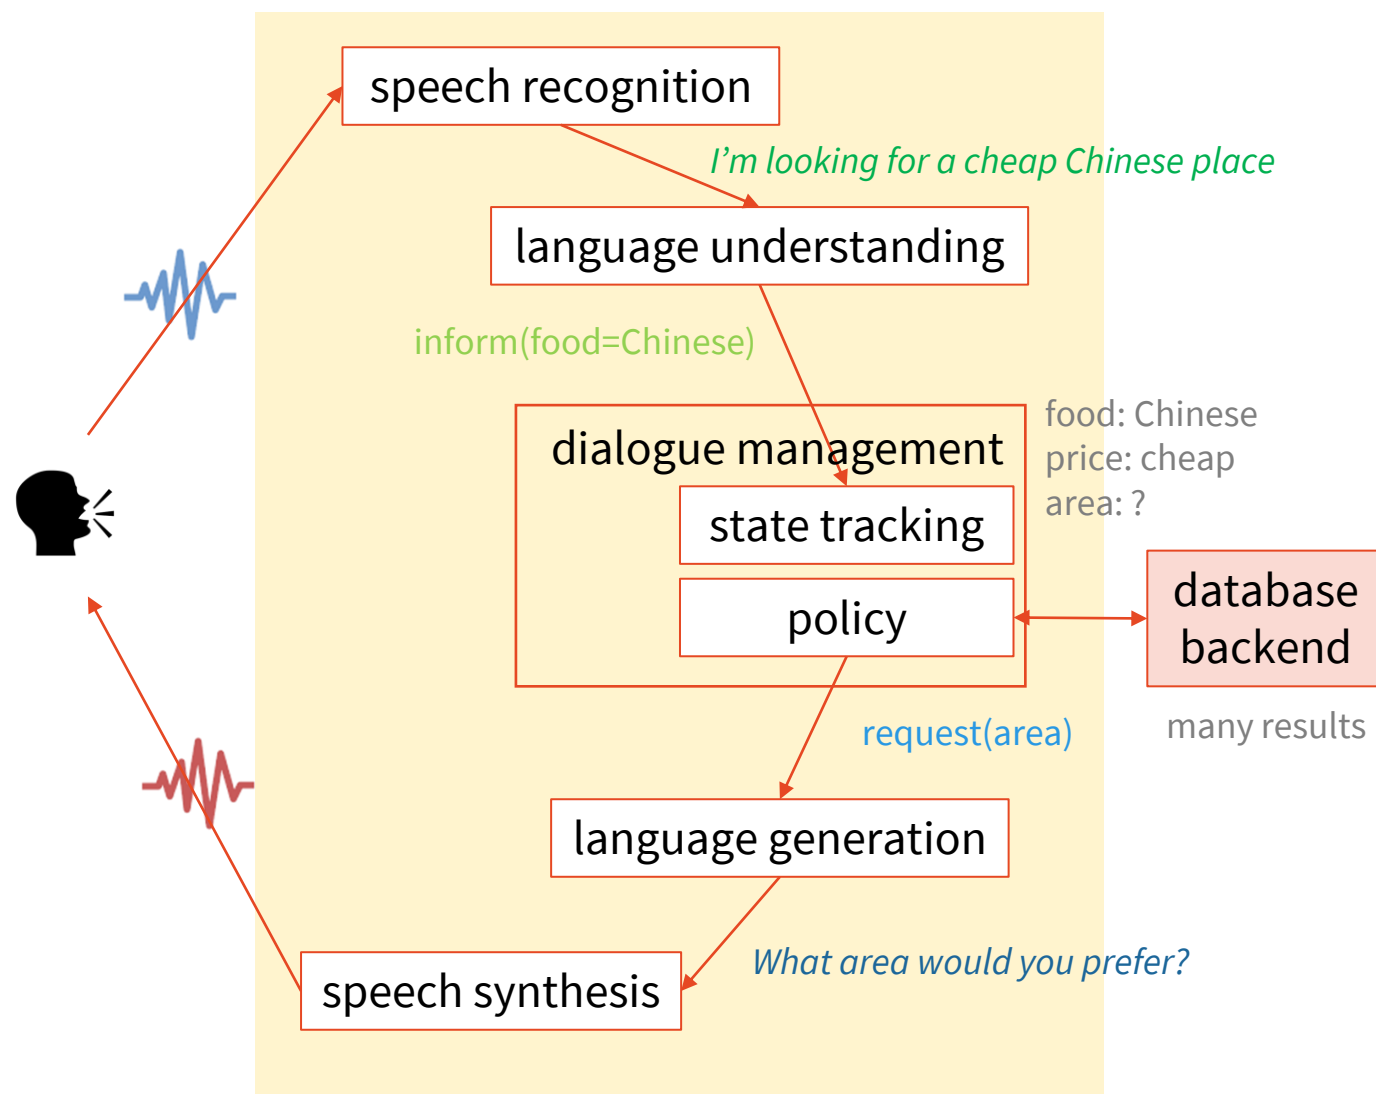 speech recognition
I’m looking for a cheap Chinese place
language understanding
inform(food=Chinese)
dialogue management
food: Chinese
price: cheap
area: ?
state tracking
policy
database
backend
many results
request(area)
language generation
What area would you prefer?
speech synthesis